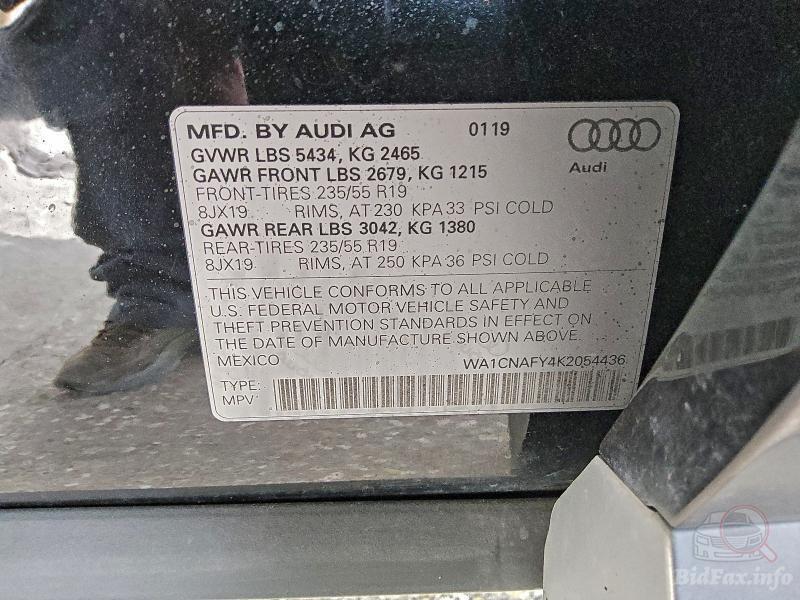 MFD. BY AUDI AG 0119
GVWR LBS 5434, KG 2465
GAWR FRONT LBS 2679, KG 1215
Audi
FRONT-TIRES 235/55 R19
8JX19 RIMS, AT 230 KPA 33 PSI COLD
GAWR REAR LBS 3042, KG 1380
REAR-TIRES 235/55 R19
8JX19 RIMS, AT 250 KPA 36 PSI COLD
THIS VEHICLE CONFORMS TO ALL APPLICABLE
U.S. FEDERAL MOTOR VEHICLE SAFETY AND
THEFT PREVENTION STANDARDS IN EFFECT ON
THE DATE OF MANUFACTURE SHOWN ABOVE.
MEXICO WA1CNAFY4K2054436
TYPE:
MPV
BidFax.info